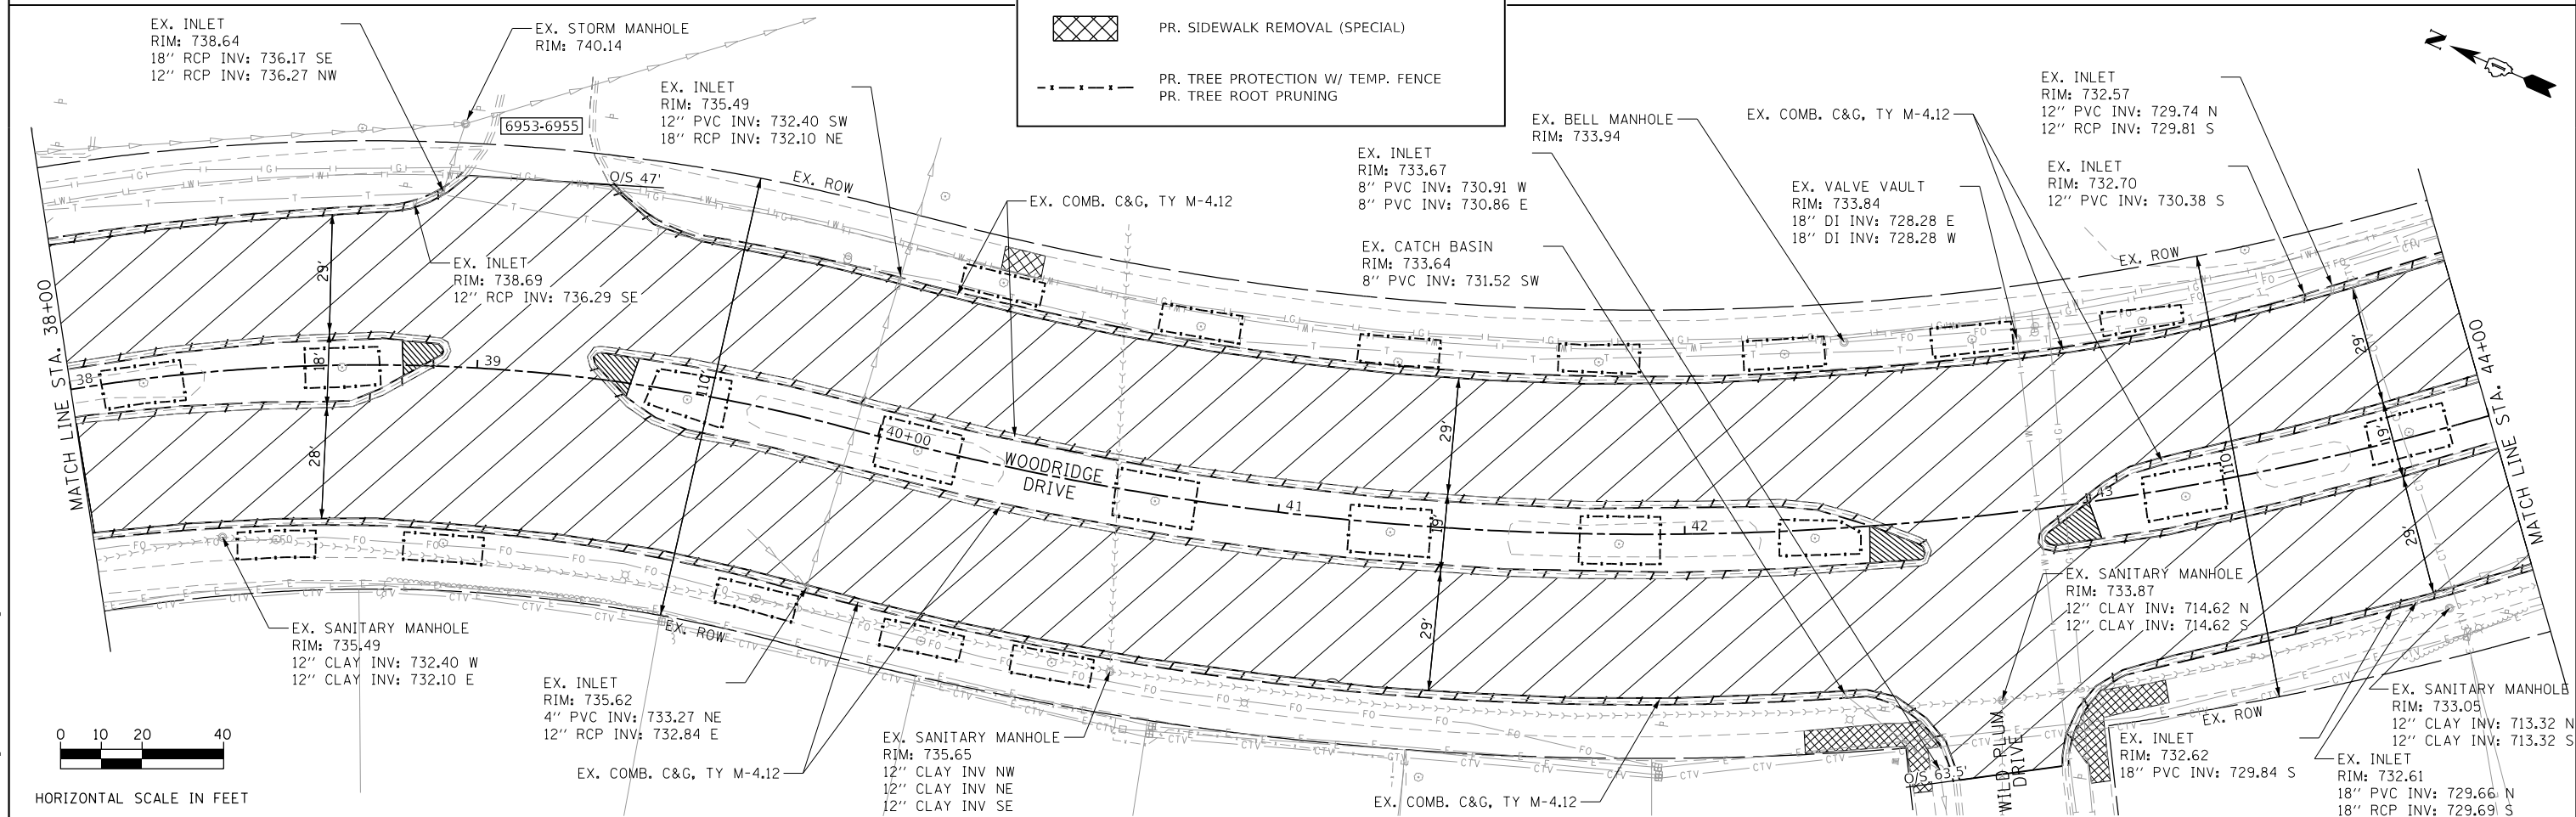 PR. SIDEWALK REMOVAL (SPECIAL)
PR. TREE PROTECTION W/ TEMP. FENCE
PR. TREE ROOT PRUNING
N
EX. INLET
RIM: 738.64
18'' RCP INV: 736.17 SE
12'' RCP INV: 736.27 NW
EX. STORM MANHOLE
RIM: 740.14
6953-6955
EX. INLET
RIM: 735.49
12'' PVC INV: 732.40 SW
18'' RCP INV: 732.10 NE
O/S 47'
EX. ROW
EX. COMB. C&G, TY M-4.12
EX. INLET
RIM: 733.67
8'' PVC INV: 730.91 W
8'' PVC INV: 730.86 E
EX. CATCH BASIN
RIM: 733.64
8'' PVC INV: 731.52 SW
EX. BELL MANHOLE
RIM: 733.94
EX. COMB. C&G, TY M-4.12
EX. VALVE VAULT
RIM: 733.84
18'' DI INV: 728.28 E
18'' DI INV: 728.28 W
EX. INLET
RIM: 732.57
12'' PVC INV: 729.74 N
12'' RCP INV: 729.81 S
EX. INLET
RIM: 732.70
12'' PVC INV: 730.38 S
EX. ROW
EX. INLET
RIM: 738.69
12'' RCP INV: 736.29 SE
MATCH LINE STA. 38+00
29'
18'
28'
38
39
110'
40+00
WOODRIDGE
DRIVE
41
29'
19'
29'
42
43
29'
19'
29'
110'
MATCH LINE STA. 44+00
EX. SANITARY MANHOLE
RIM: 735.49
12'' CLAY INV: 732.40 W
12'' CLAY INV: 732.10 E
EX. ROW
EX. INLET
RIM: 735.62
4'' PVC INV: 733.27 NE
12'' RCP INV: 732.84 E
EX. COMB. C&G, TY M-4.12
EX. SANITARY MANHOLE
RIM: 735.65
12'' CLAY INV NW
12'' CLAY INV NE
12'' CLAY INV SE
EX. COMB. C&G, TY M-4.12
O/S 63.5'
WILD PLUM
DRIVE
EX. SANITARY MANHOLE
RIM: 733.87
12'' CLAY INV: 714.62 N
12'' CLAY INV: 714.62 S
EX. ROW
EX. INLET
RIM: 732.62
18'' PVC INV: 729.84 S
EX. SANITARY MANHOLE
RIM: 733.05
12'' CLAY INV: 713.32 N
12'' CLAY INV: 713.32 S
EX. INLET
RIM: 732.61
18'' PVC INV: 729.66 N
18'' RCP INV: 729.69 S
0 10 20 40
HORIZONTAL SCALE IN FEET